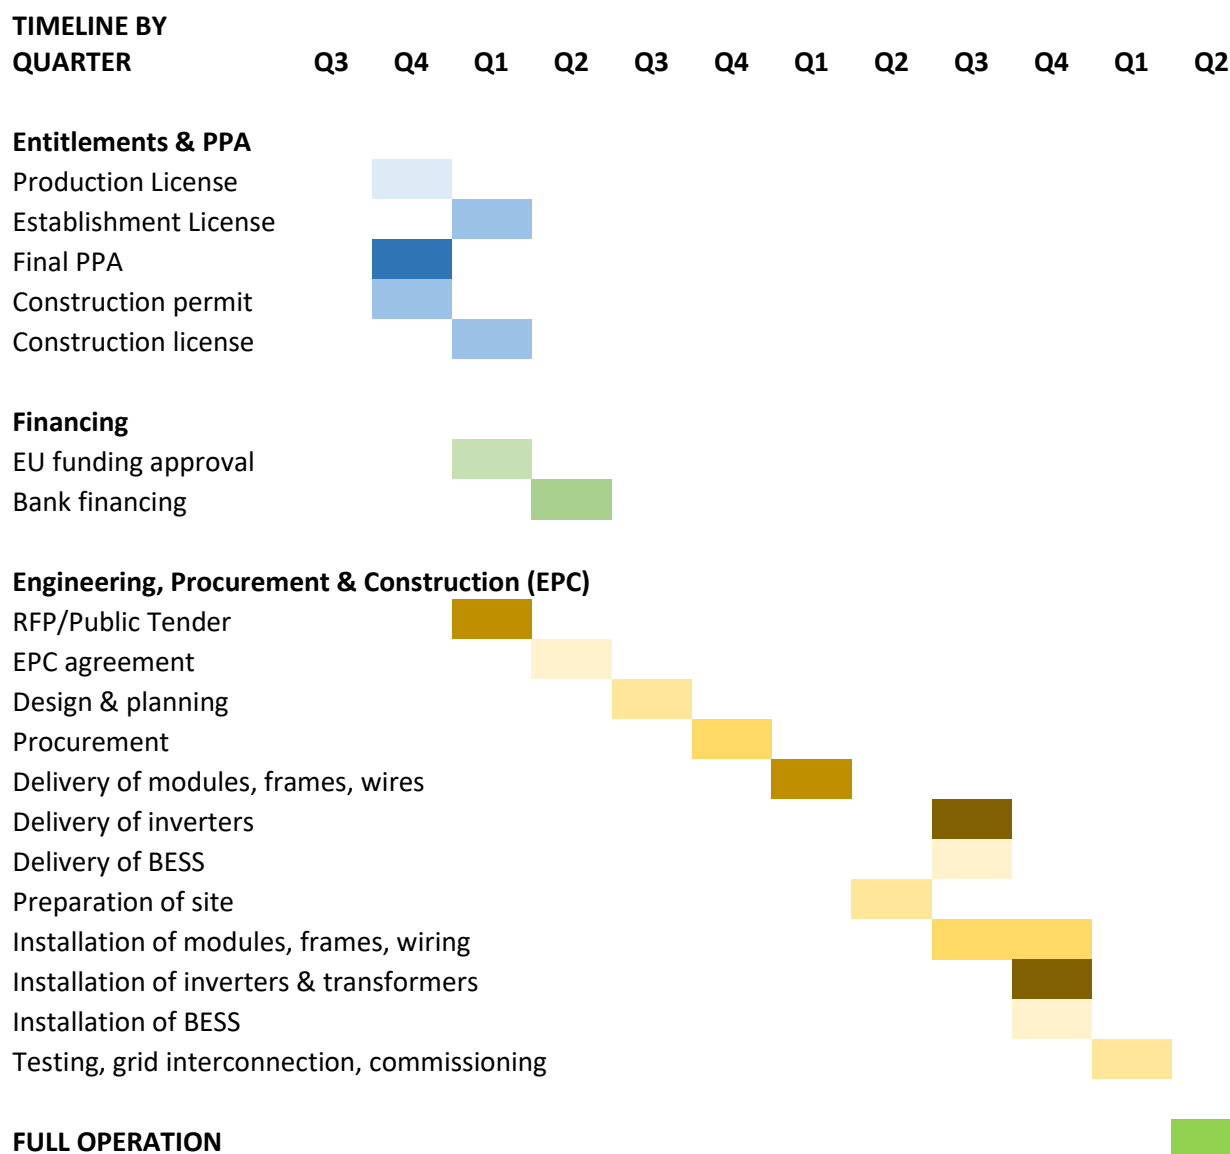 TIMELINE BY
QUARTER Q3 Q4 Q1 Q2 Q3 Q4 Q1 Q2 Q3 Q4 Q1 Q2
Entitlements & PPA
Production License
Establishment License
Final PPA
Construction permit
Construction license
Financing
EU funding approval
Bank financing
Engineering, Procurement & Construction (EPC)
RFP/Public Tender
EPC agreement
Design & planning
Procurement
Delivery of modules, frames, wires
Delivery of inverters
Delivery of BESS
Preparation of site
Installation of modules, frames, wiring
Installation of inverters & transformers
Installation of BESS
Testing, grid interconnection, commissioning
FULL OPERATION